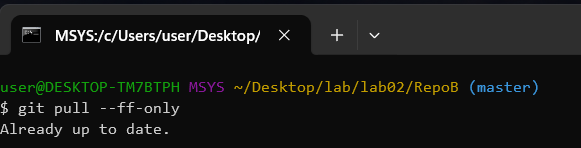 MSYS:/c/Users/user/Desktop/
user@DESKTOP-TM7BTPH MSYS ~/Desktop/lab/lab02/RepoB (master)
$ git pull --ff-only
Already up to date.